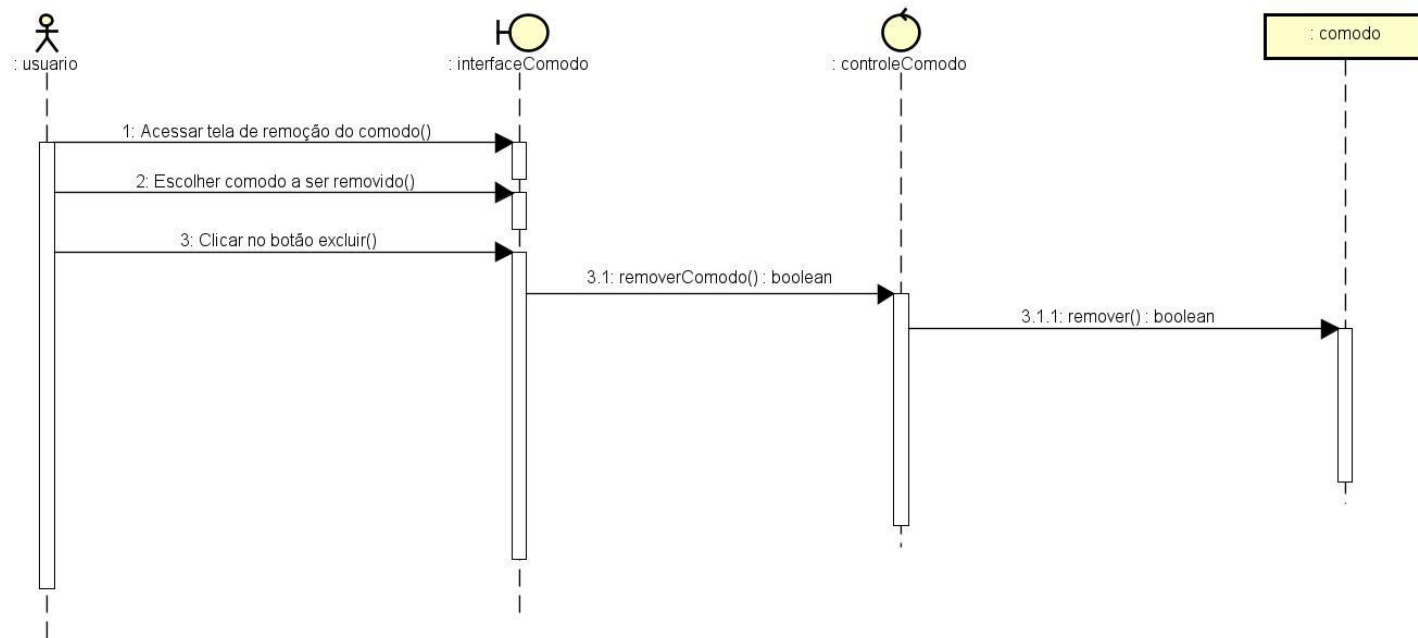 : usuario
: interfaceComodo
: controleComodo
: comodo
1: Acessar tela de remoção do comodo()
2: Escolher comodo a ser removido()
3: Clicar no botão excluir()
3.1: removerComodo() : boolean
3.1.1: remover() : boolean